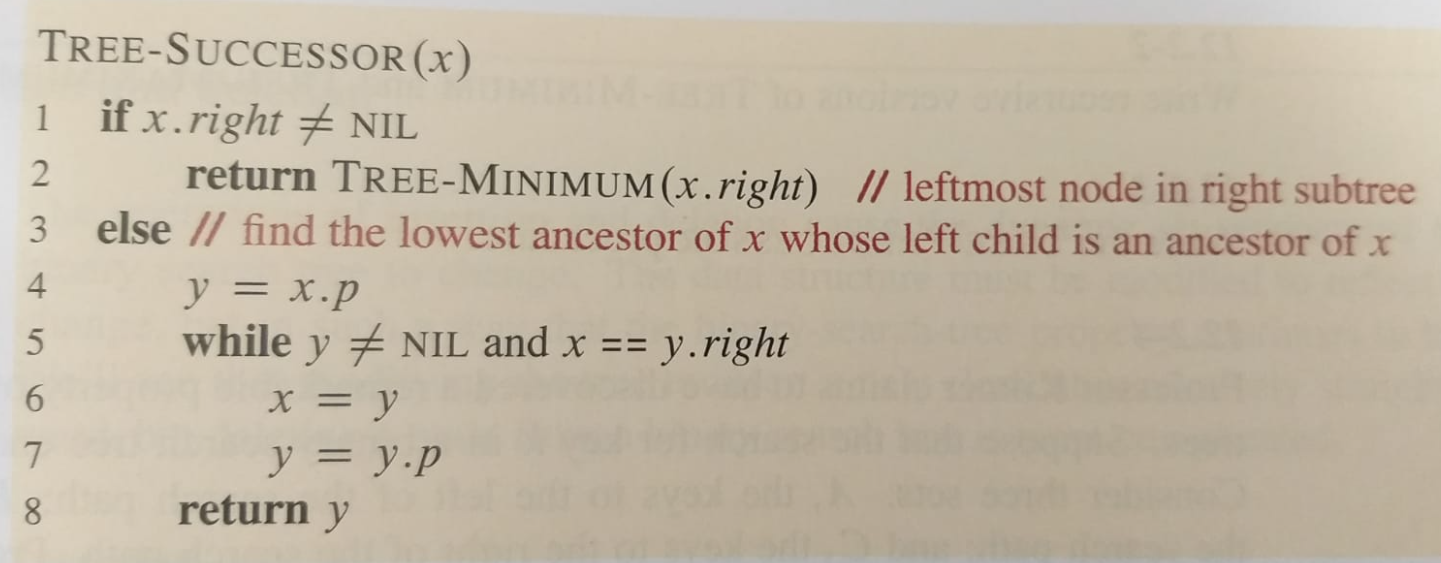 TREE-SUCCESSOR(x)
1 if x.right ≠ NIL
2 return TREE-MINIMUM(x.right) // leftmost node in right subtree
3 else // find the lowest ancestor of x whose left child is an ancestor of x
4 y = x.p
5 while y ≠ NIL and x == y.right
6 x = y
7 y = y.p
8 return y